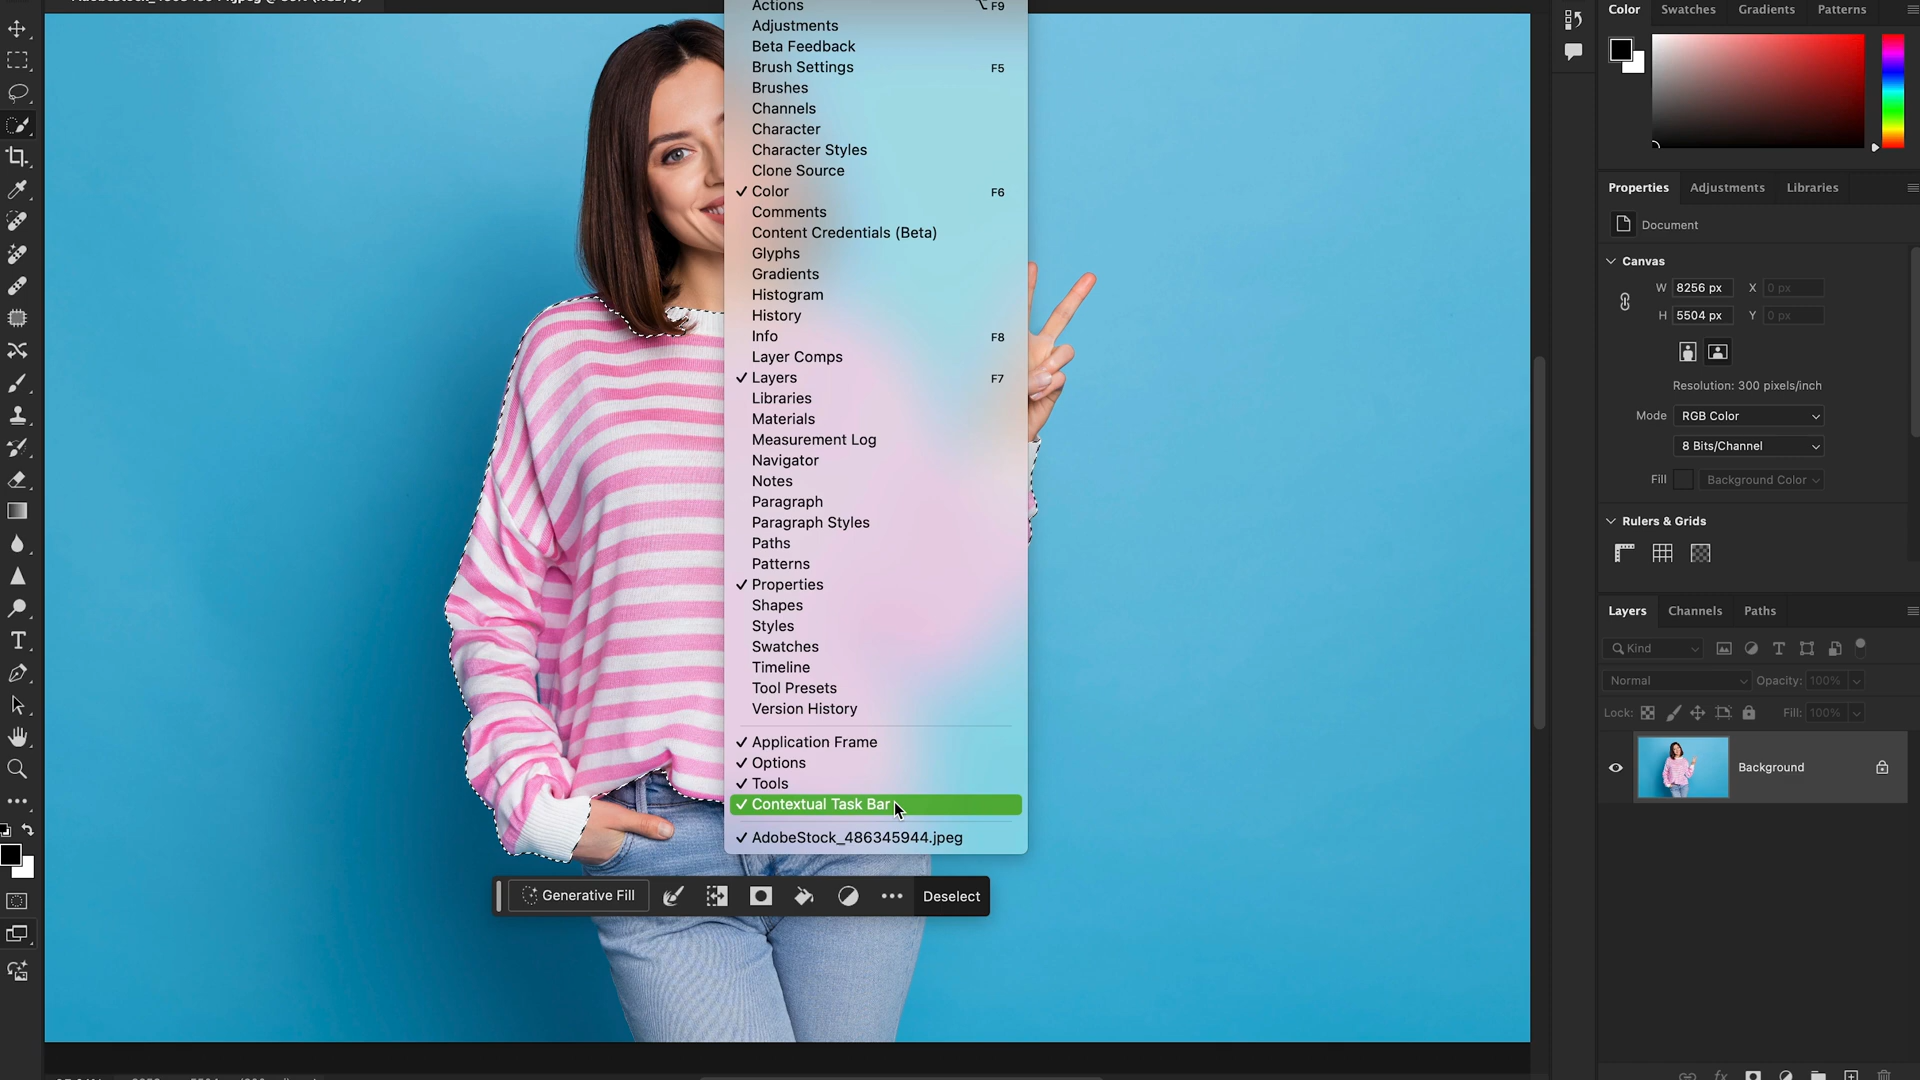 Actions ⌥ F9
Adjustments
Beta Feedback
Brush Settings F5
Brushes
Channels
Character
Character Styles
Clone Source
✓ Color F6
Comments
Content Credentials (Beta)
Glyphs
Gradients
Histogram
History
Info F8
Layer Comps
✓ Layers F7
Libraries
Materials
Measurement Log
Navigator
Notes
Paragraph
Paragraph Styles
Paths
Patterns
✓ Properties
Shapes
Styles
Swatches
Timeline
Tool Presets
Version History
✓ Application Frame
✓ Options
✓ Tools
✓ Contextual Task Bar
✓ AdobeStock_486345944.jpeg
Generative Fill
Deselect
Color Swatches Gradients Patterns
Properties Adjustments Libraries
Document
Canvas
W 8256 px X 0 px
H 5504 px Y 0 px
Resolution: 300 pixels/inch
Mode RGB Color
8 Bits/Channel
Fill Background Color
Rulers & Grids
Layers Channels Paths
Kind
Normal Opacity: 100%
Lock: Fill: 100%
Background